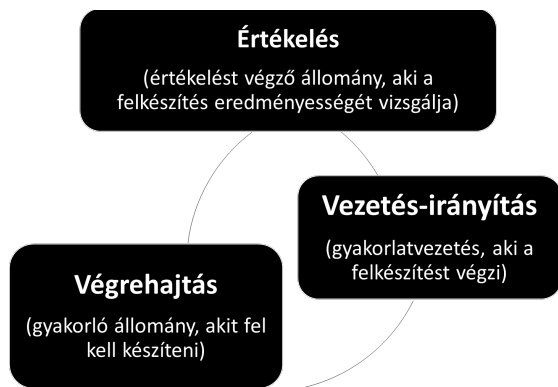 Értékelés
(értékelést végző állomány, aki a
felkészítés eredményességét vizsgálja)
Vezetés-irányítás
(gyakorlatvezetés, aki a
felkészítést végzi)
Végrehajtás
(gyakorló állomány, akit fel
kell készíteni)